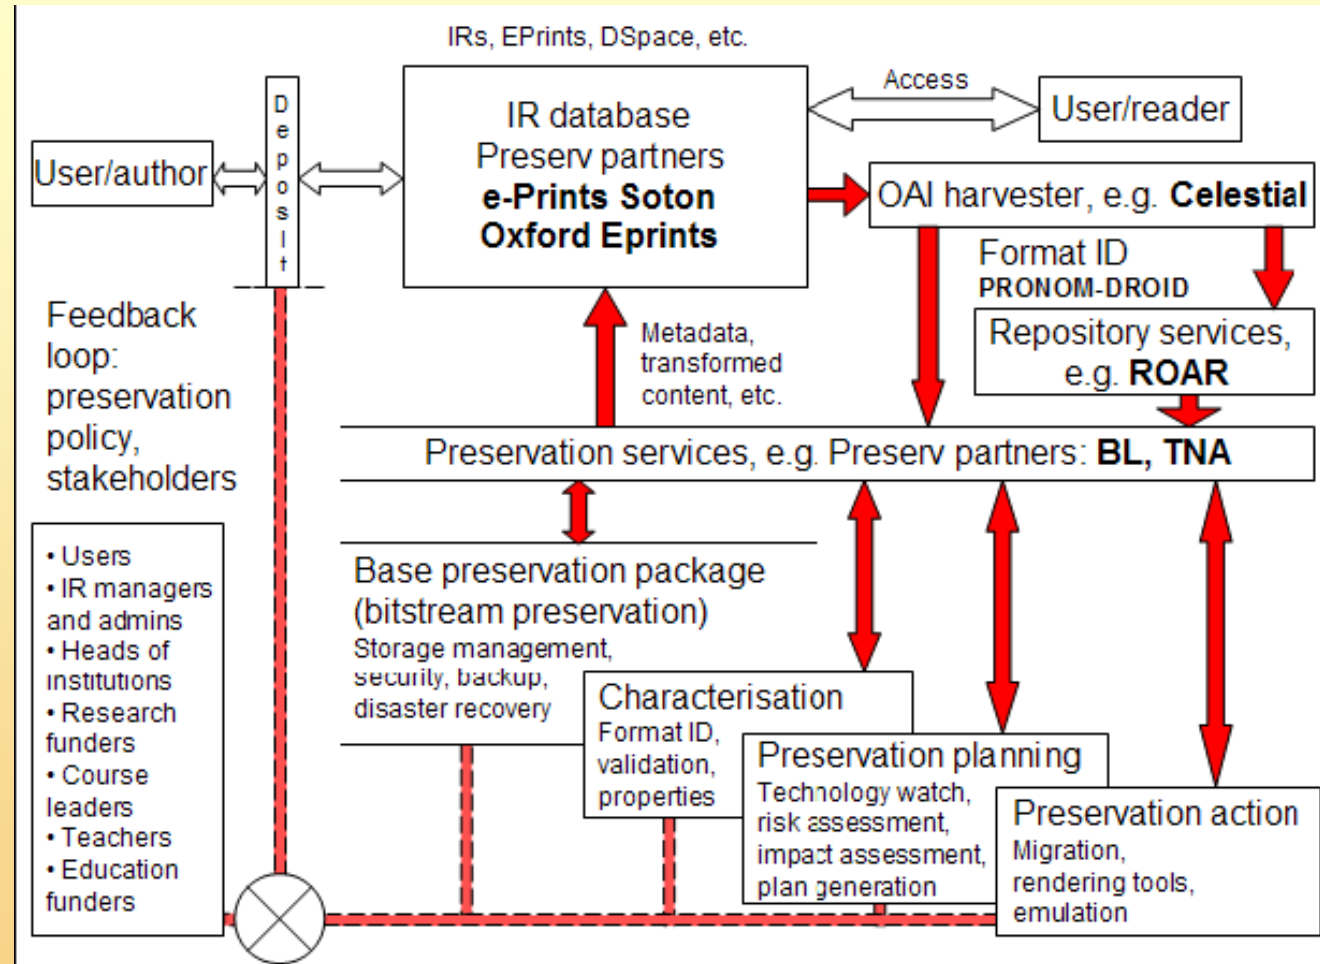 IRs, EPrints, DSpace, etc.
Deposit
IR database
Preserv partners
e-Prints Soton
Oxford Eprints
Access
User/reader
User/author
OAI harvester, e.g. Celestial
Format ID
PRONOM-DROID
Repository services,
e.g. ROAR
Feedback
loop:
preservation
policy,
stakeholders
Metadata,
transformed
content, etc.
Preservation services, e.g. Preserv partners: BL, TNA
• Users
• IR managers
and admins
• Heads of
institutions
• Research
funders
• Course
leaders
• Teachers
• Education
funders
Base preservation package
(bitstream preservation)
Storage management,
security, backup,
disaster recovery
Characterisation
Format ID,
validation,
properties
Preservation planning
Technology watch,
risk assessment,
impact assessment,
plan generation
Preservation action
Migration,
rendering tools,
emulation